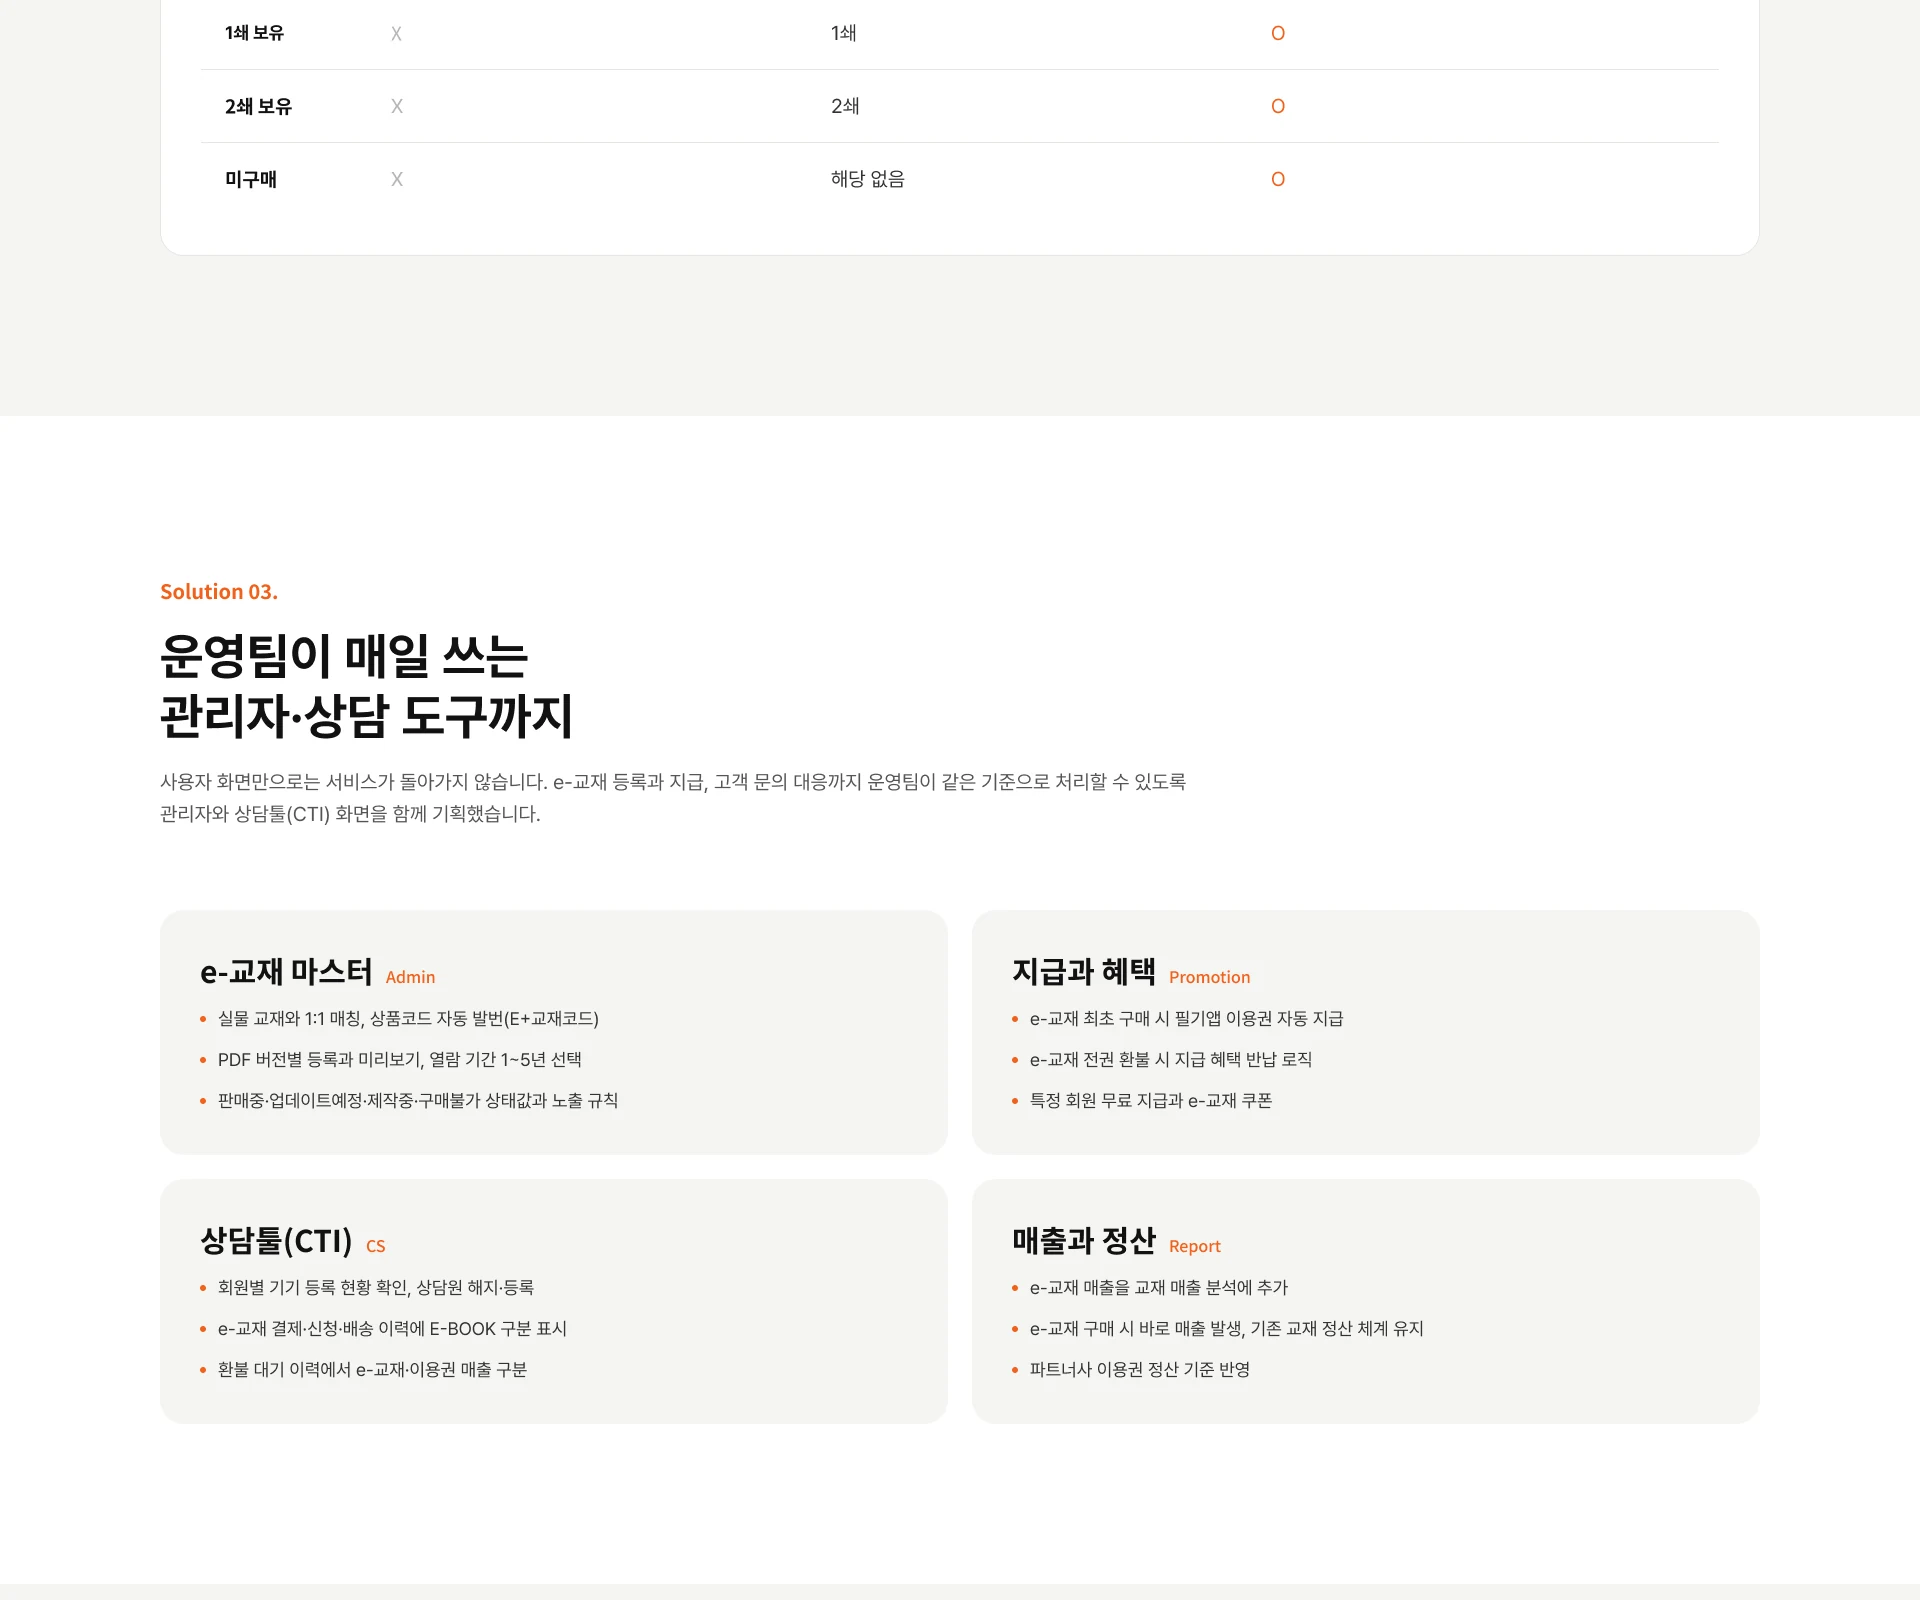 1쇄 보유 X 1쇄 O
2쇄 보유 X 2쇄 O
미구매 X 해당 없음 O
Solution 03.
운영팀이 매일 쓰는
관리자·상담 도구까지
사용자 화면만으로는 서비스가 돌아가지 않습니다. e-교재 등록과 지급, 고객 문의 대응까지 운영팀이 같은 기준으로 처리할 수 있도록
관리자와 상담툴(CTI) 화면을 함께 기획했습니다.
e-교재 마스터 Admin
• 실물 교재와 1:1 매칭, 상품코드 자동 발번(E+교재코드)
• PDF 버전별 등록과 미리보기, 열람 기간 1~5년 선택
• 판매중·업데이트예정·제작중·구매불가 상태값과 노출 규칙
지급과 혜택 Promotion
• e-교재 최초 구매 시 필기앱 이용권 자동 지급
• e-교재 전권 환불 시 지급 혜택 반납 로직
• 특정 회원 무료 지급과 e-교재 쿠폰
상담툴(CTI) CS
• 회원별 기기 등록 현황 확인, 상담원 해지·등록
• e-교재 결제·신청·배송 이력에 E-BOOK 구분 표시
• 환불 대기 이력에서 e-교재·이용권 매출 구분
매출과 정산 Report
• e-교재 매출을 교재 매출 분석에 추가
• e-교재 구매 시 바로 매출 발생, 기존 교재 정산 체계 유지
• 파트너사 이용권 정산 기준 반영